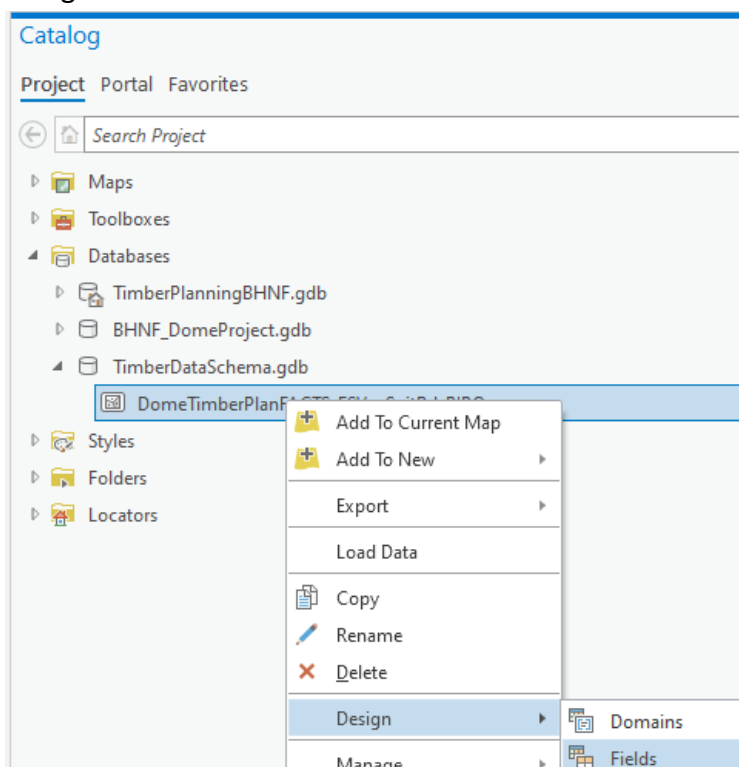 Catalog
Project Portal Favorites
Search Project
Maps
Toolboxes
Databases
TimberPlanningBHNF.gdb
BHNF_DomeProject.gdb
TimberDataSchema.gdb
Add To Current Map
Add To New
Styles
Folders
Export
Locators
Load Data
Copy
Rename
Delete
Design
Domains
Manage
Fields